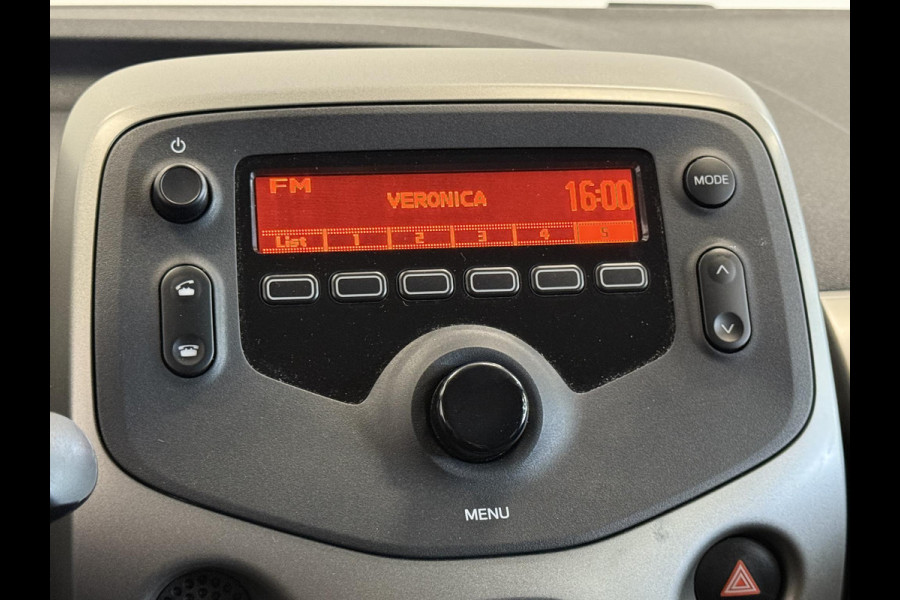 FM
VERONICA
16:00
List 1 2 3 4 5
MODE
MENU